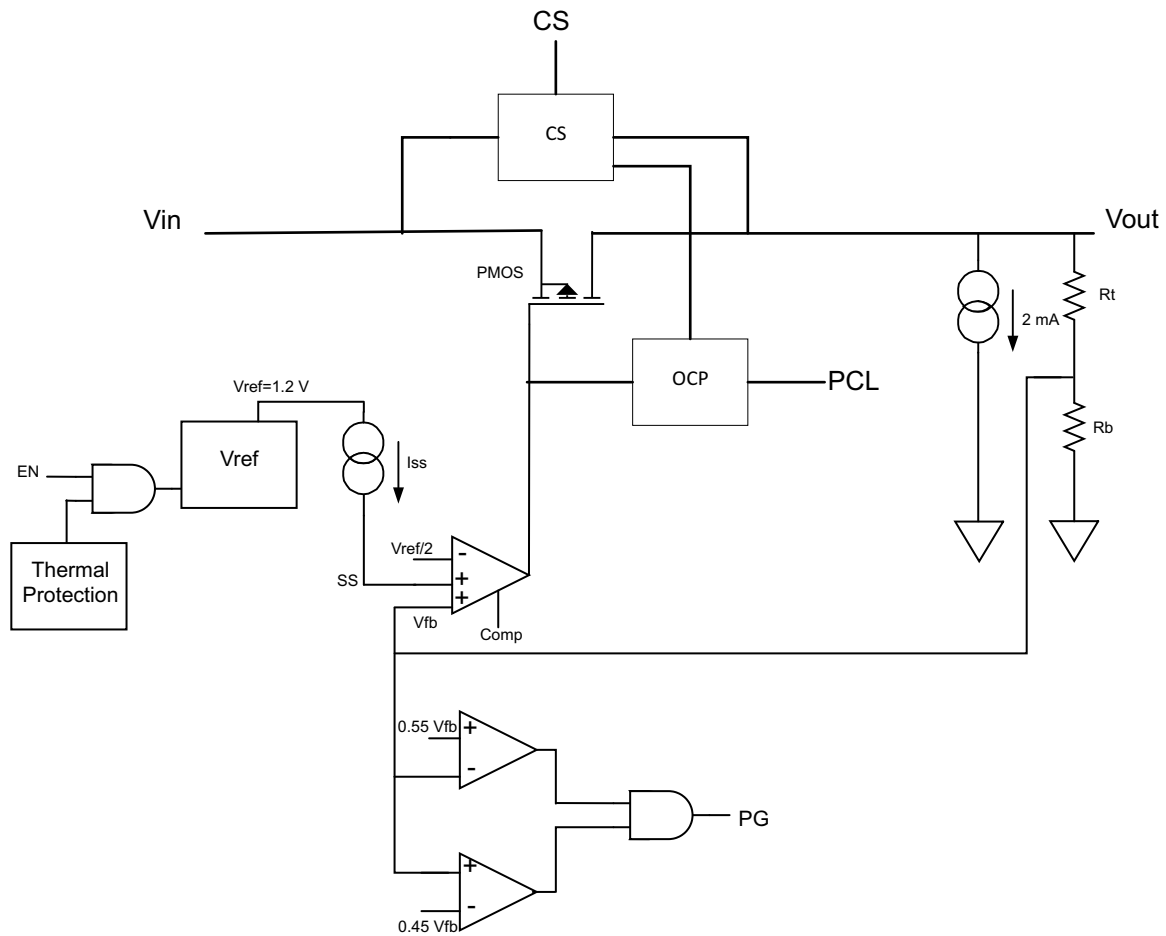 CS
CS
Vin
Vout
PMOS
Rt
2 mA
OCP
PCL
Vref=1.2 V
Rb
Vref
Iss
EN
Vref/2
-
Thermal
Protection
SS
+
+
Vfb
Comp
0.55 Vfb
+
-
PG
+
-
0.45 Vfb